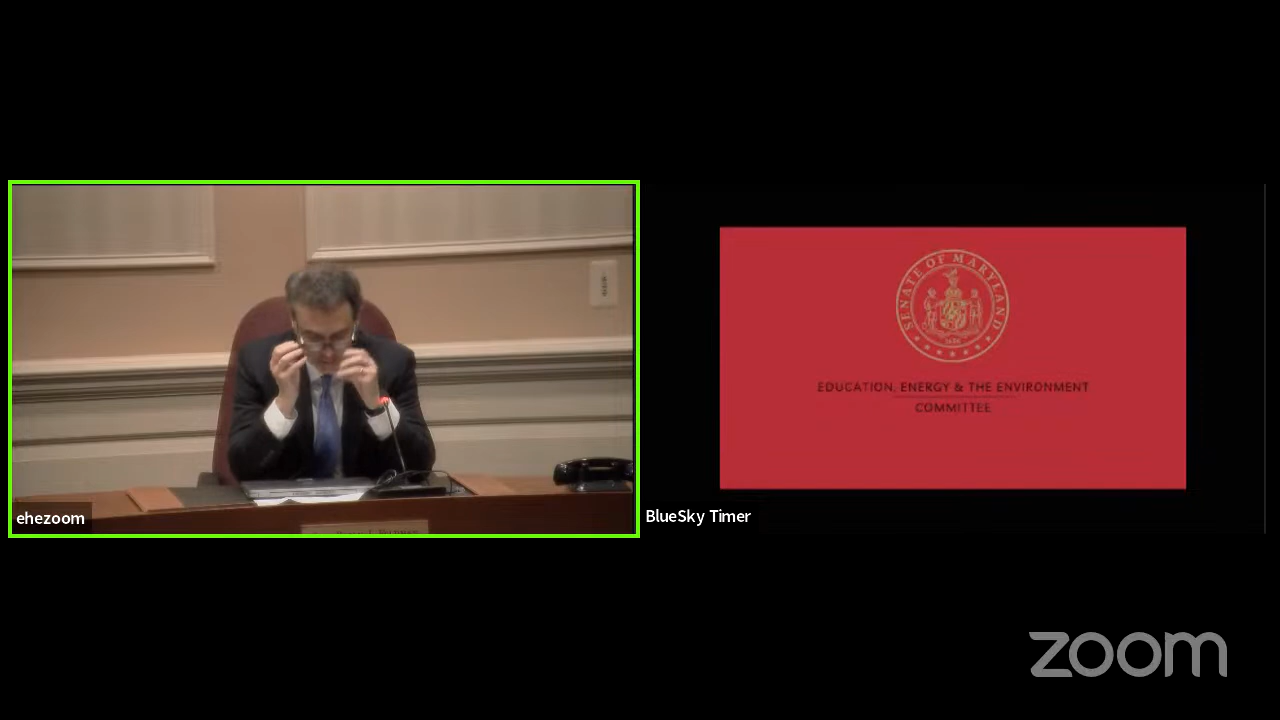 SENATE OF MARYLAND
EDUCATION, ENERGY & THE ENVIRONMENT
COMMITTEE
ehezoom
BlueSky Timer
zoom